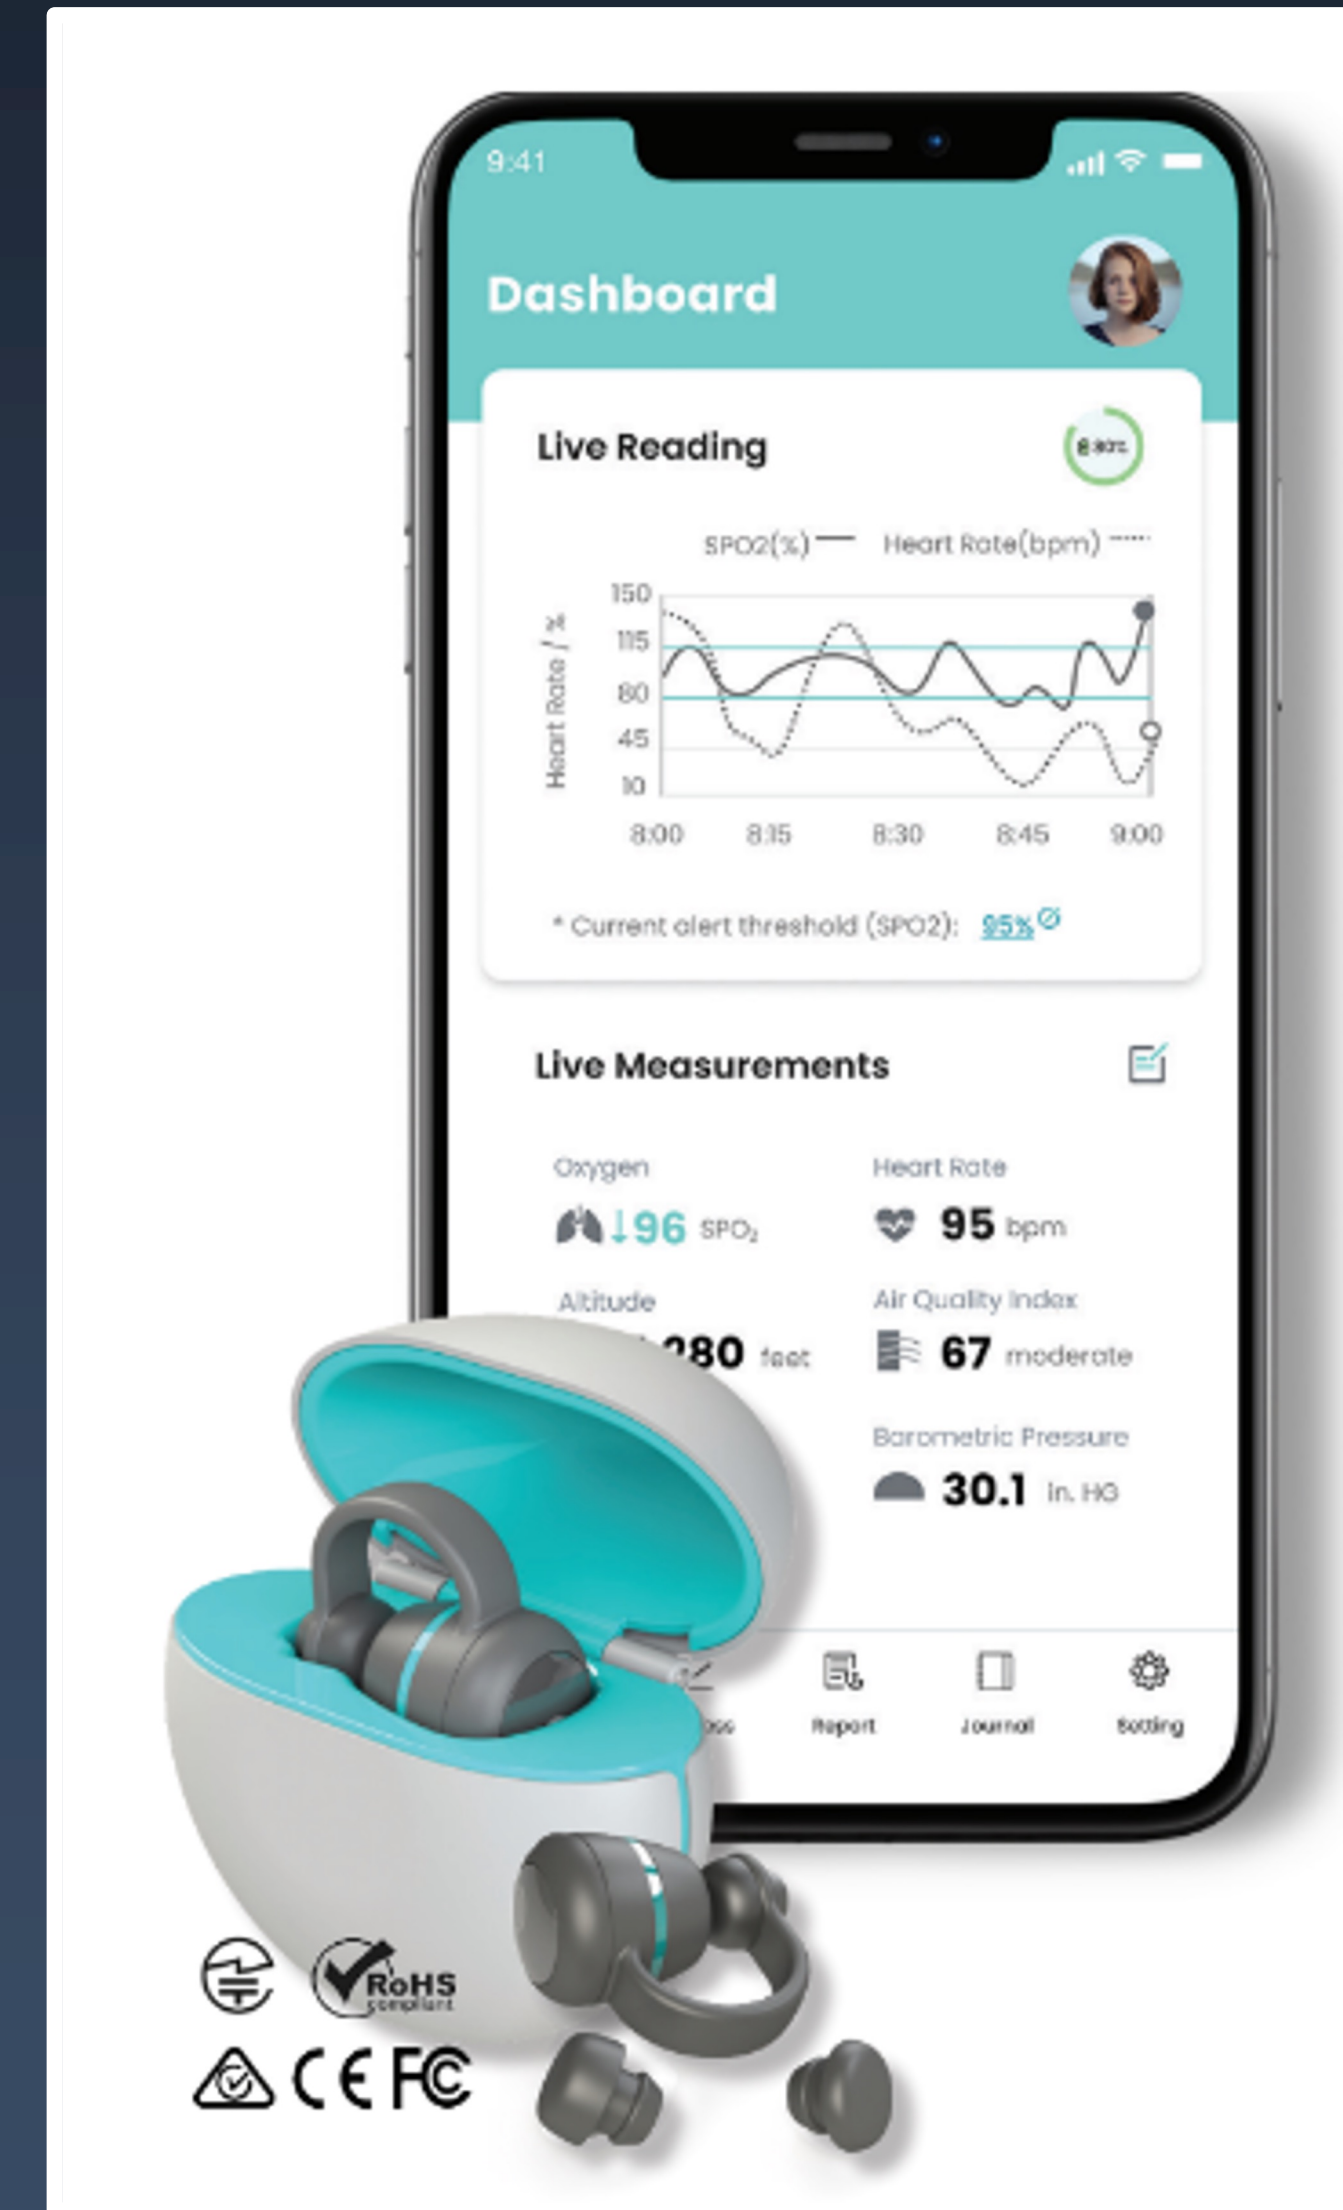 9:41
Dashboard
Live Reading
80%
SPO2(%) Heart Rate(bpm)
Heart Rate / %
150
115
80
45
10
8:00 8:15 8:30 8:45 9:00
* Current alert threshold (SPO2): 95%
Live Measurements
Oxygen Heart Rate
↓96 SPO₂ 95 bpm
Altitude Air Quality Index
280 feet 67 moderate
Barometric Pressure
30.1 in. HG
Report Journal Setting
RoHS
compliant
CE FC